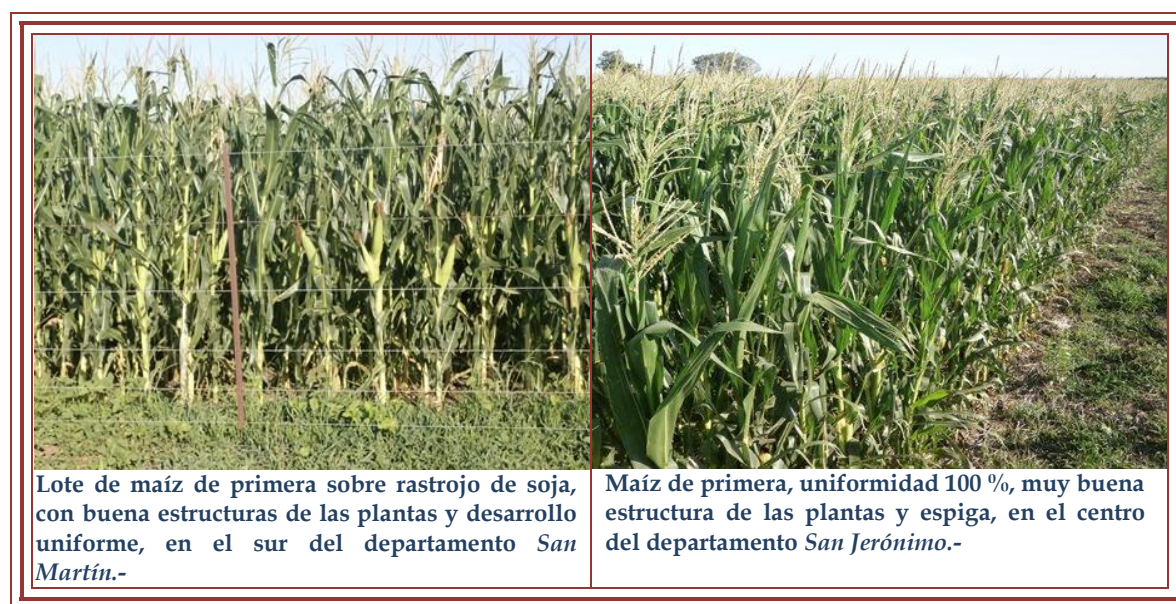 Lote de maíz de primera sobre rastrojo de soja,
con buena estructuras de las plantas y desarrollo
uniforme, en el sur del departamento San
Martín.-
Maíz de primera, uniformidad 100 %, muy buena
estructura de las plantas y espiga, en el centro
del departamento San Jerónimo.-